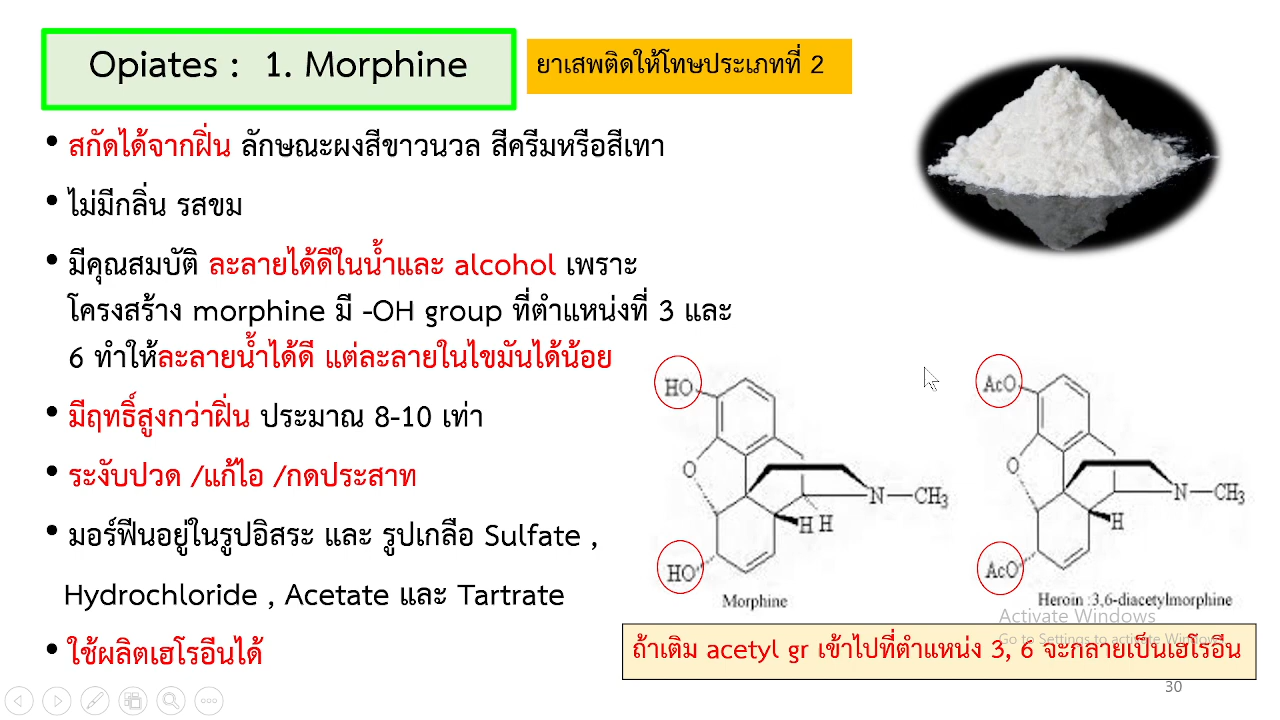 Opiates :  1. Morphine
ยาเสพติดให้โทษประเภทที่ 2
• สกัดได้จากฝิ่น ลักษณะผงสีขาวนวล สีครีมหรือสีเทา
• ไม่มีกลิ่น รสขม
• มีคุณสมบัติ ละลายได้ดีในน้ำและ alcohol เพราะ
โครงสร้าง morphine มี -OH group ที่ตำแหน่งที่ 3 และ
6 ทำให้ละลายน้ำได้ดี แต่ละลายในไขมันได้น้อย
• มีฤทธิ์สูงกว่าฝิ่น ประมาณ 8-10 เท่า
• ระงับปวด /แก้ไอ /กดประสาท
• มอร์ฟีนอยู่ในรูปอิสระ และ รูปเกลือ Sulfate ,
Hydrochloride , Acetate และ Tartrate
• ใช้ผลิตเฮโรอีนได้
HO
O
N
CH3
H H
HO
Morphine
AcO
O
N
CH3
H
AcO
Heroin :3,6-diacetylmorphine
Activate Windows
Go to Settings to activate Windows.
ถ้าเติม acetyl gr เข้าไปที่ตำแหน่ง 3, 6 จะกลายเป็นเฮโรอีน
30